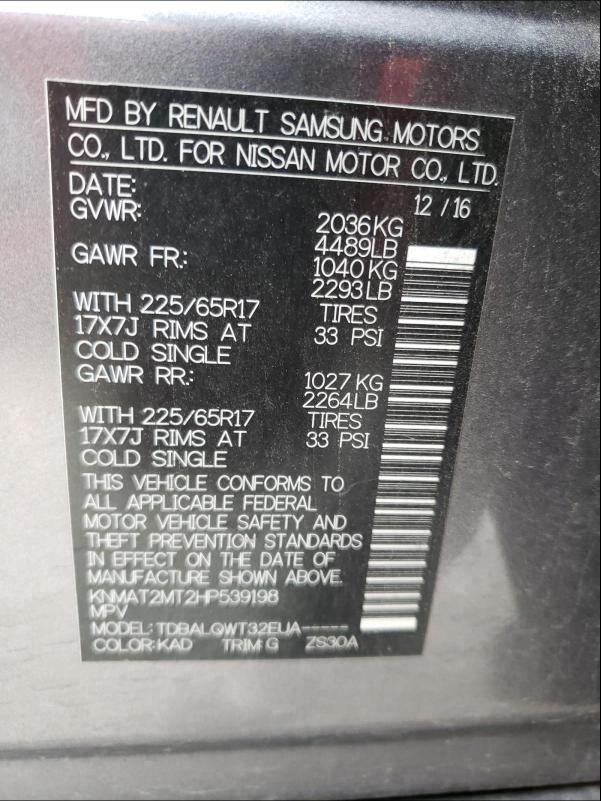 MFD BY RENAULT SAMSUNG MOTORS
CO., LTD. FOR NISSAN MOTOR CO., LTD.
DATE: 12 / 16
GVWR: 2036 KG
4489LB
GAWR FR.: 1040 KG
2293 LB
WITH 225/65R17 TIRES
17X7J RIMS AT 33 PSI
COLD SINGLE
GAWR RR.: 1027 KG
2264LB
WITH 225/65R17 TIRES
17X7J RIMS AT 33 PSI
COLD SINGLE
THIS VEHICLE CONFORMS TO
ALL APPLICABLE FEDERAL
MOTOR VEHICLE SAFETY AND
THEFT PREVENTION STANDARDS
IN EFFECT ON THE DATE OF
MANUFACTURE SHOWN ABOVE.
KNMAT2MT2HP539198
MPV
MODEL: TDBALQWT32EUA-----
COLOR:KAD TRIM: G ZS30A